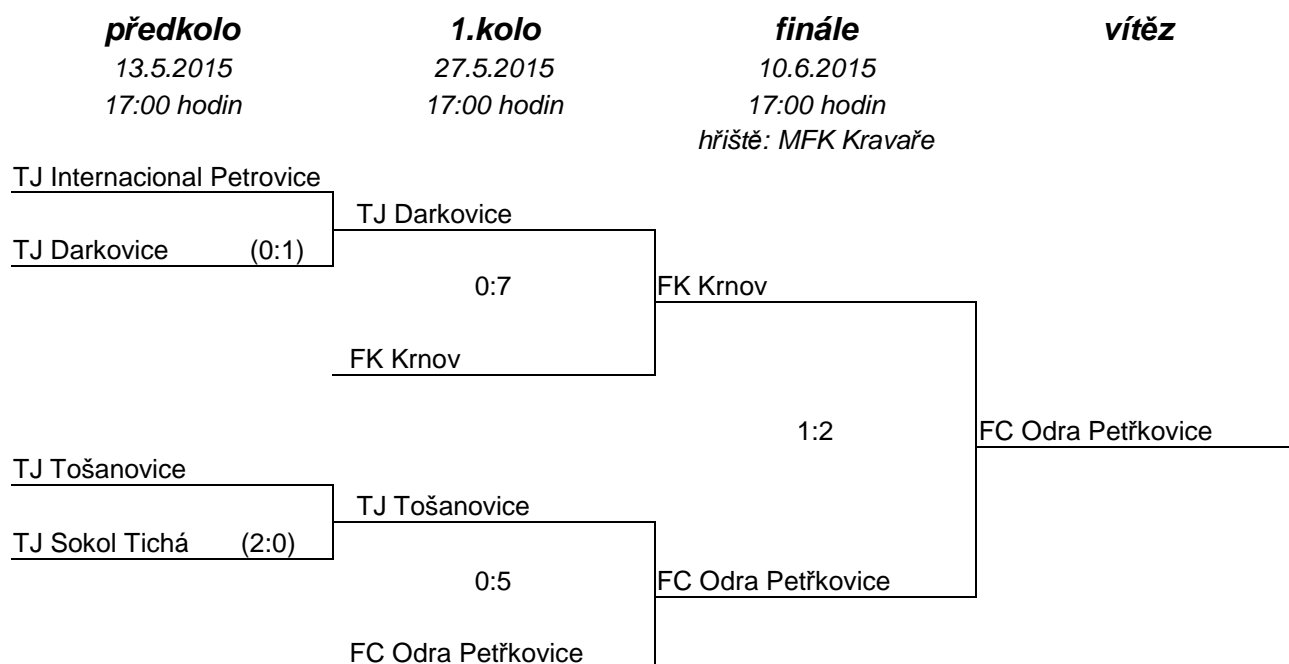 předkolo 1.kolo finále vítěz
13.5.2015 27.5.2015 10.6.2015
17:00 hodin 17:00 hodin 17:00 hodin
hřiště: MFK Kravaře
TJ Internacional Petrovice
TJ Darkovice
TJ Darkovice (0:1)
0:7 FK Krnov
FK Krnov
1:2 FC Odra Petřkovice
TJ Tošanovice
TJ Tošanovice
TJ Sokol Tichá (2:0)
0:5 FC Odra Petřkovice
FC Odra Petřkovice